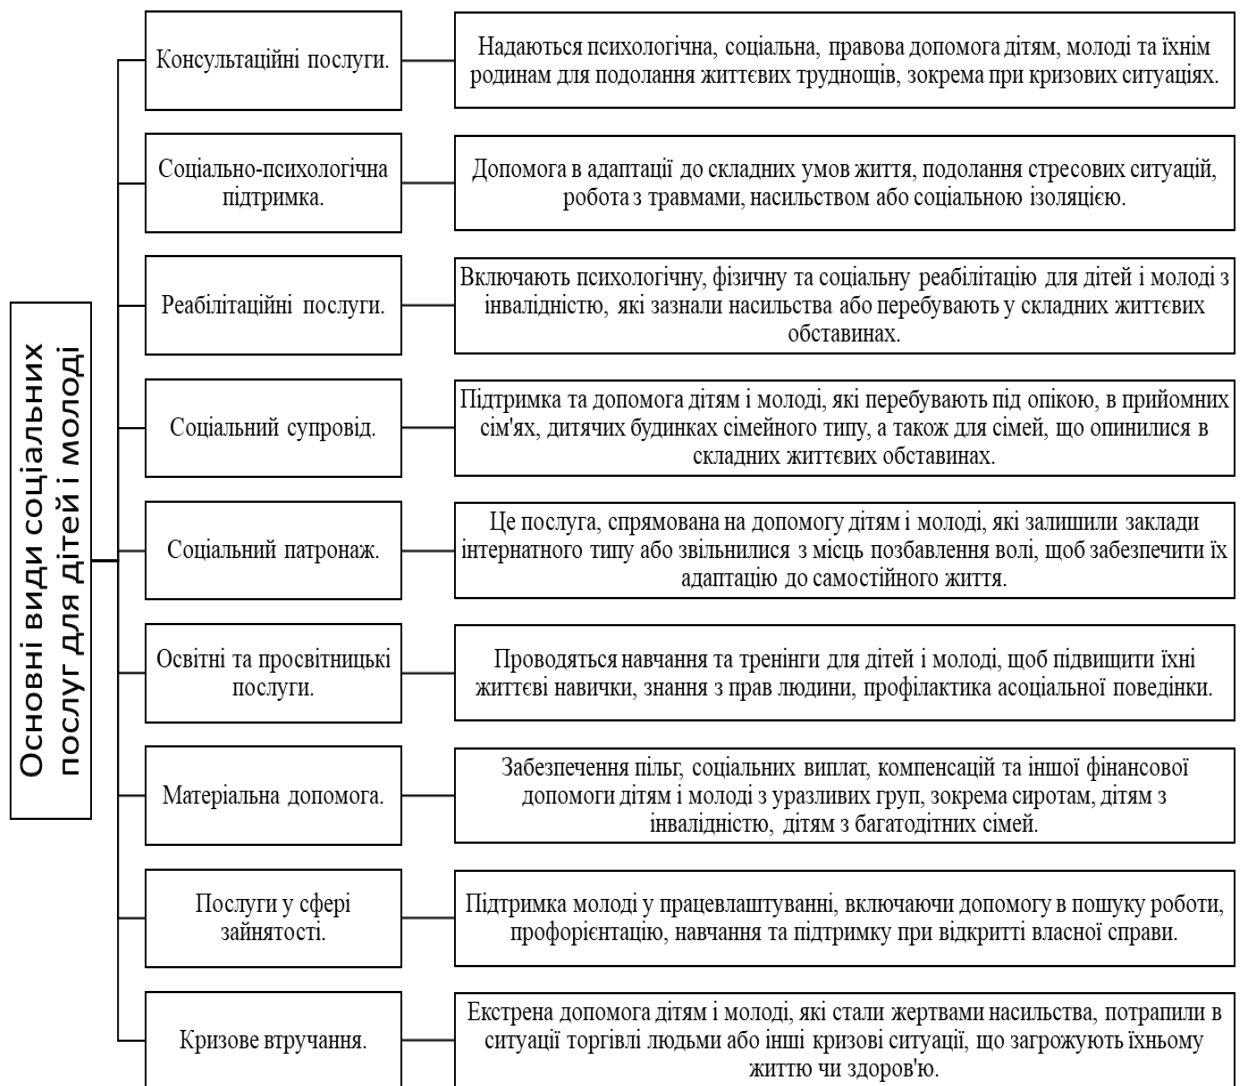 Основні види соціальних
послуг для дітей і молоді
Консультаційні послуги.
Надаються психологічна, соціальна, правова допомога дітям, молоді та їхнім
родинам для подолання життєвих труднощів, зокрема при кризових ситуаціях.
Соціально-психологічна
підтримка.
Допомога в адаптації до складних умов життя, подолання стресових ситуацій,
робота з травмами, насильством або соціальною ізоляцією.
Реабілітаційні послуги.
Включають психологічну, фізичну та соціальну реабілітацію для дітей і молоді з
інвалідністю, які зазнали насильства або перебувають у складних життєвих
обставинах.
Соціальний супровід.
Підтримка та допомога дітям і молоді, які перебувають під опікою, в прийомних
сім'ях, дитячих будинках сімейного типу, а також для сімей, що опинилися в
складних життєвих обставинах.
Соціальний патронаж.
Це послуга, спрямована на допомогу дітям і молоді, які залишили заклади
інтернатного типу або звільнилися з місць позбавлення волі, щоб забезпечити їх
адаптацію до самостійного життя.
Освітні та просвітницькі
послуги.
Проводяться навчання та тренінги для дітей і молоді, щоб підвищити їхні
життєві навички, знання з прав людини, профілактика асоціальної поведінки.
Матеріальна допомога.
Забезпечення пільг, соціальних виплат, компенсацій та іншої фінансової
допомоги дітям і молоді з уразливих груп, зокрема сиротам, дітям з
інвалідністю, дітям з багатодітних сімей.
Послуги у сфері
зайнятості.
Підтримка молоді у працевлаштуванні, включаючи допомогу в пошуку роботи,
профорієнтацію, навчання та підтримку при відкритті власної справи.
Кризове втручання.
Екстрена допомога дітям і молоді, які стали жертвами насильства, потрапили в
ситуації торгівлі людьми або інші кризові ситуації, що загрожують їхньому
життю чи здоров'ю.